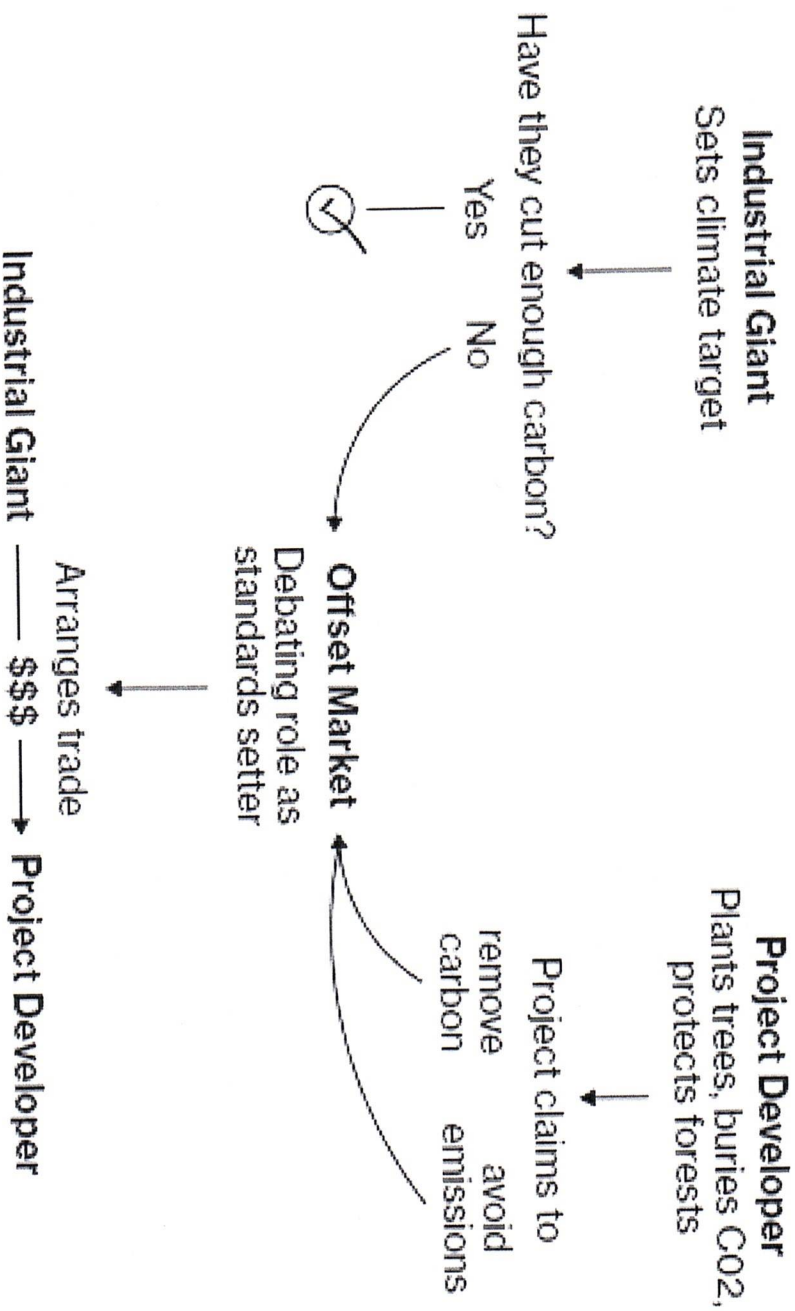 Industrial Giant
Sets climate target
Have they cut enough carbon?
Yes No
Project Developer
Plants trees, buries CO2,
protects forests
Project claims to
remove
carbon
avoid
emissions
Offset Market
Debating role as
standards setter
Arranges trade
Industrial Giant $$$ Project Developer